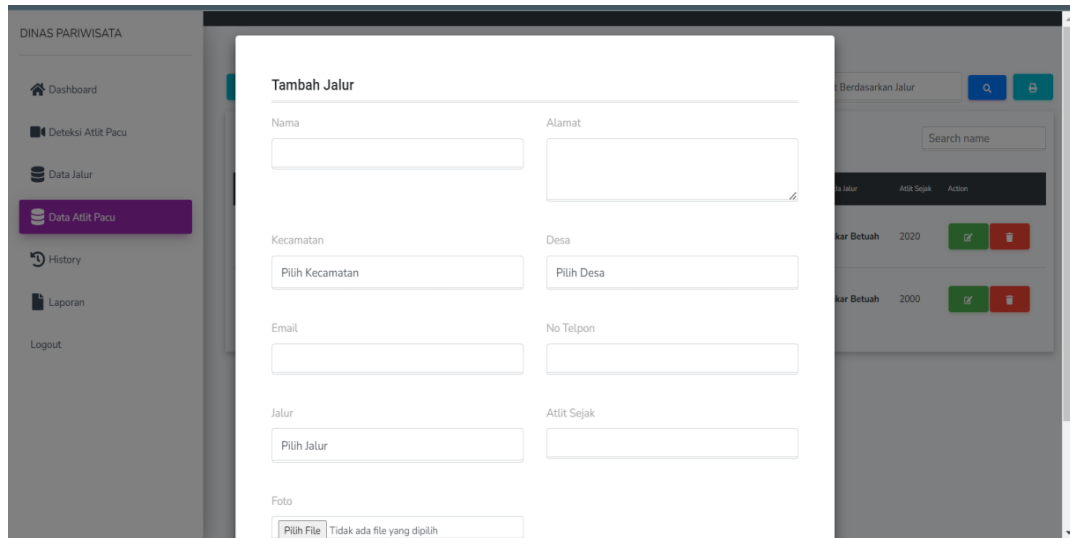 DINAS PARIWISATA
Dashboard
Deteksi Atlit Pacu
Data Jalur
Data Atlit Pacu
History
Laporan
Logout
Tambah Jalur
Nama
Alamat
Kecamatan
Desa
Pilih Kecamatan
Pilih Desa
Email
No Telpon
Jalur
Atlit Sejak
Pilih Jalur
Foto
Pilih File Tidak ada file yang dipilih
Berdasarkan Jalur
Search name
Jalur Atlit Sejak Action
kar Betuah 2020
kar Betuah 2000